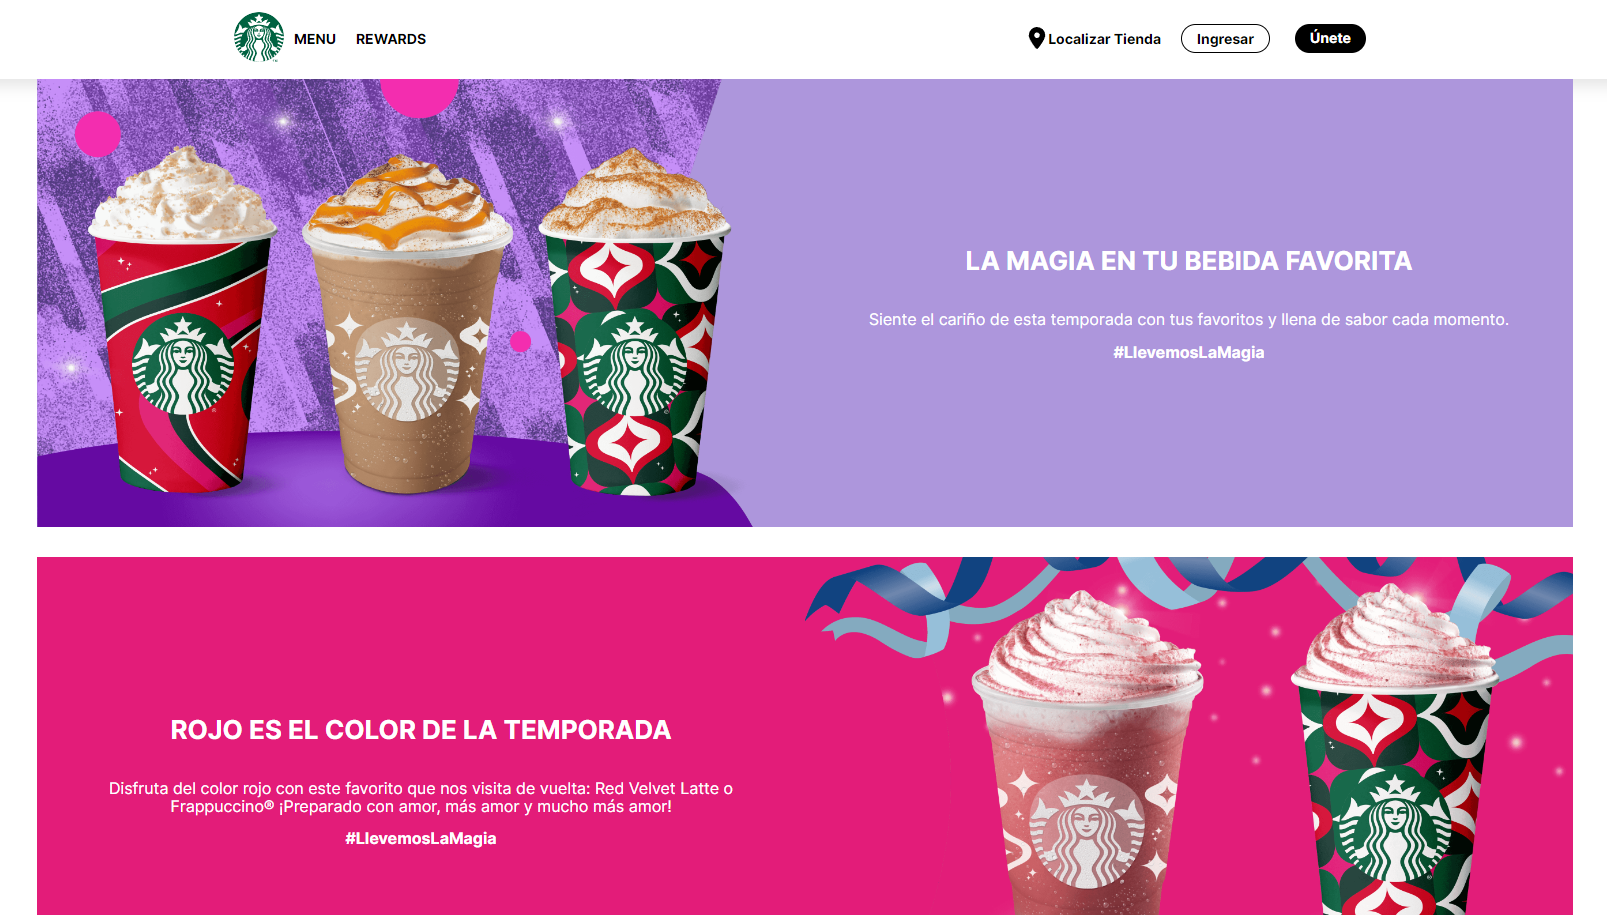 MENU
REWARDS
Localizar Tienda
Ingresar
Únete
LA MAGIA EN TU BEBIDA FAVORITA
Siente el cariño de esta temporada con tus favoritos y llena de sabor cada momento.
#LlevemosLaMagia
ROJO ES EL COLOR DE LA TEMPORADA
Disfruta del color rojo con este favorito que nos visita de vuelta: Red Velvet Latte o
Frappuccino® ¡Preparado con amor, más amor y mucho más amor!
#LlevemosLaMagia